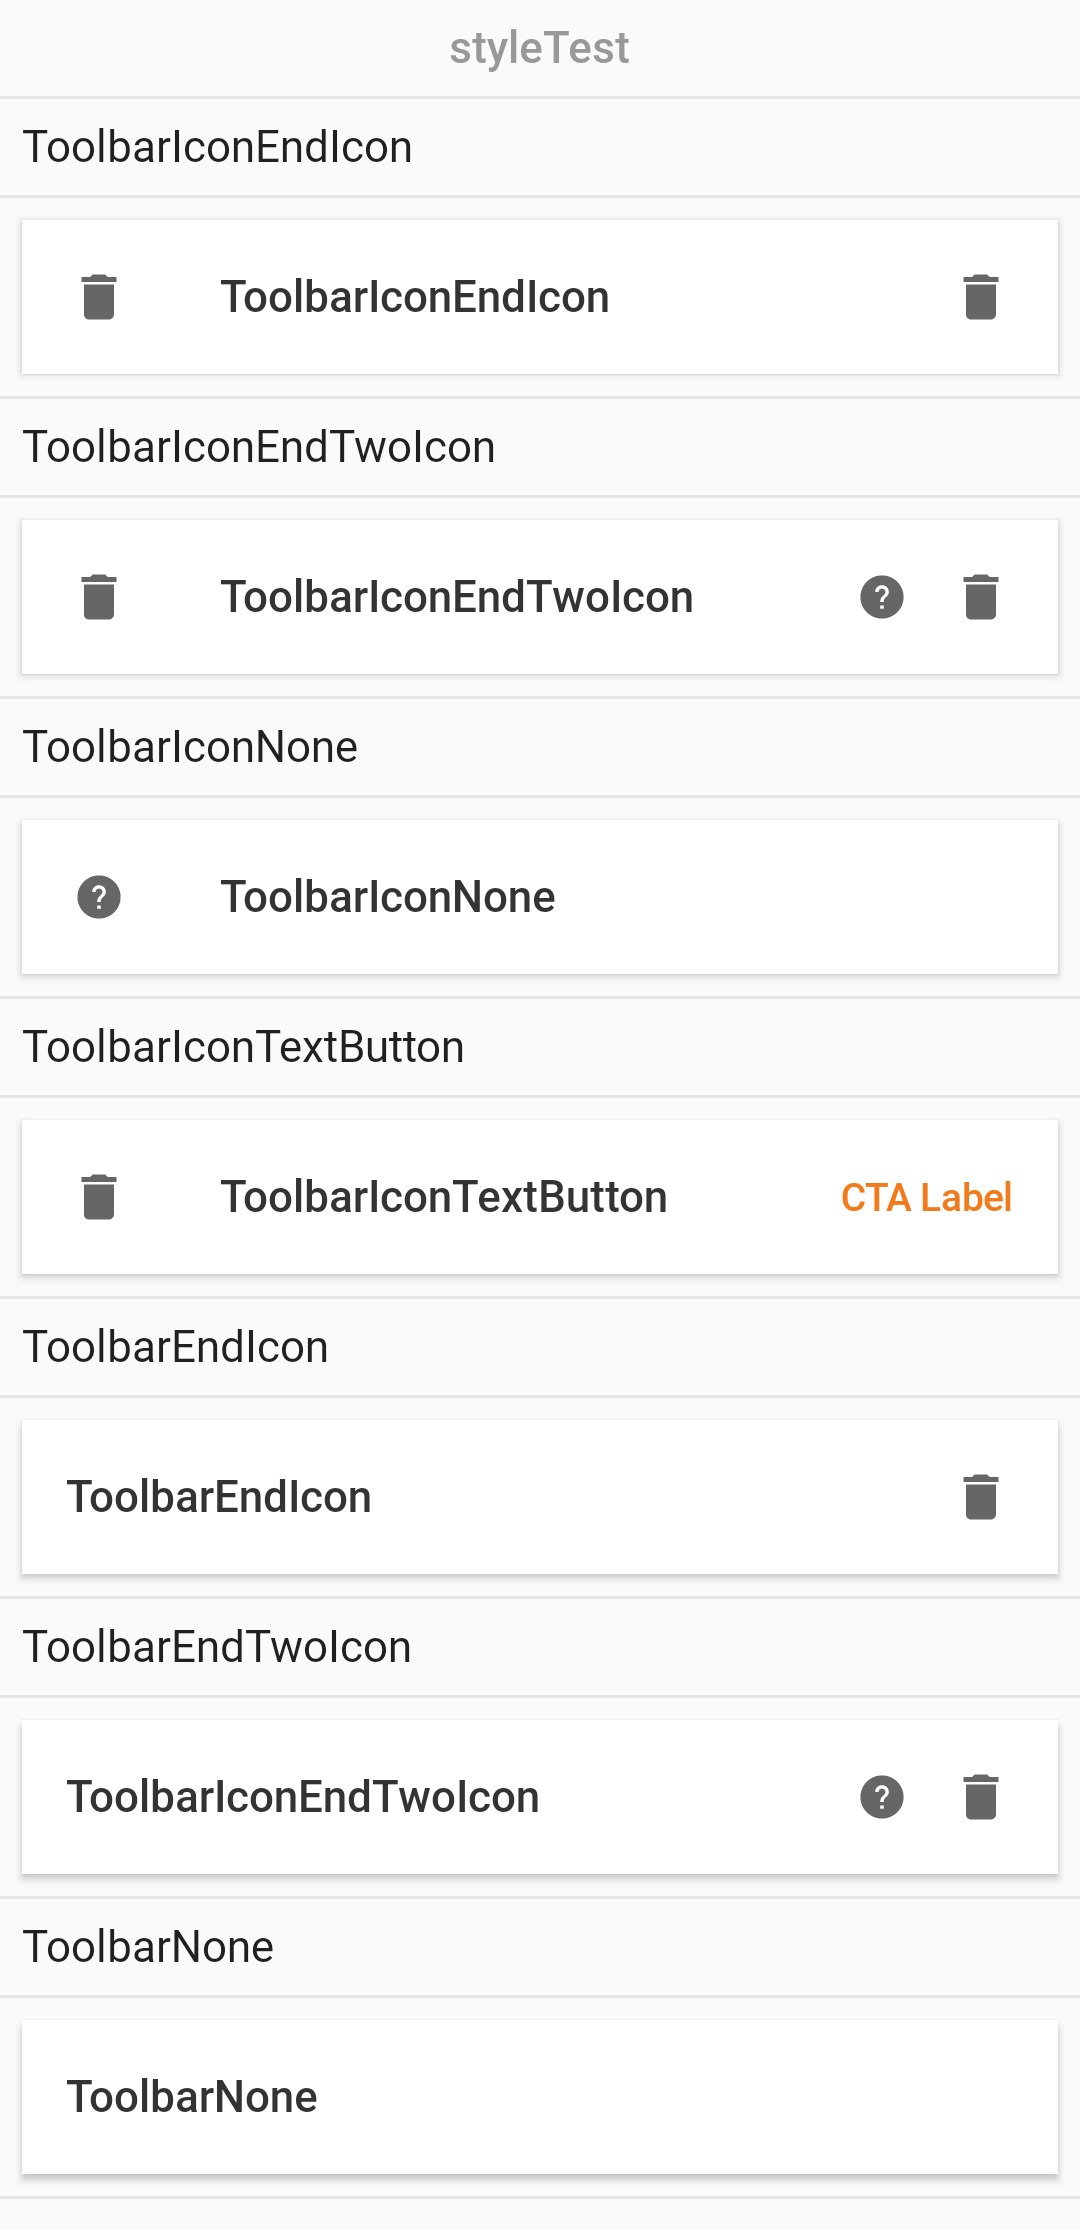 styleTest
ToolbarIconEndIcon
ToolbarIconEndIcon
ToolbarIconEndTwoIcon
ToolbarIconEndTwoIcon ?
ToolbarIconNone
? ToolbarIconNone
ToolbarIconTextButton
ToolbarIconTextButton CTA Label
ToolbarEndIcon
ToolbarEndIcon
ToolbarEndTwoIcon
ToolbarIconEndTwoIcon ?
ToolbarNone
ToolbarNone